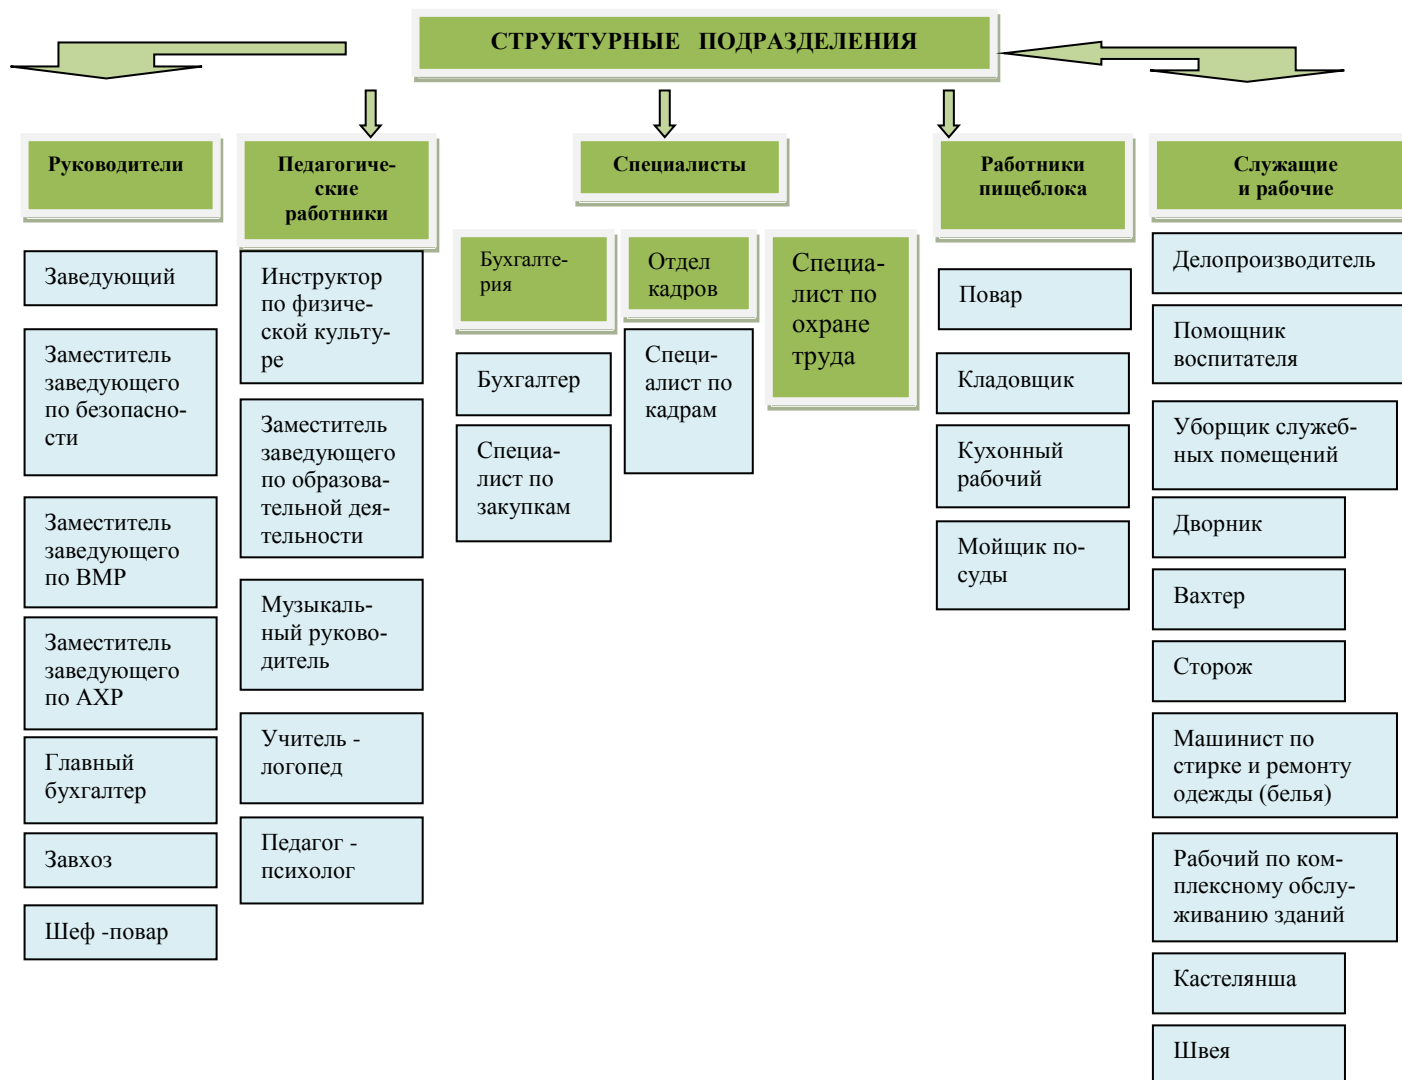 СТРУКТУРНЫЕ ПОДРАЗДЕЛЕНИЯ
Руководители
Заведующий
Заместитель
заведующего
по безопасно-
сти
Заместитель
заведующего
по ВМР
Заместитель
заведующего
по АХР
Главный
бухгалтер
Завхоз
Шеф -повар
Педагогиче-
ские
работники
Инструктор
по физиче-
ской культу-
ре
Заместитель
заведующего
по образова-
тельной дея-
тельности
Музыкаль-
ный руково-
дитель
Учитель -
логопед
Педагог -
психолог
Специалисты
Бухгалте-
рия
Бухгалтер
Специа-
лист по
закупкам
Отдел
кадров
Специ-
алист по
кадрам
Специа-
лист по
охране
труда
Работники
пищеблока
Повар
Кладовщик
Кухонный
рабочий
Мойщик по-
суды
Служащие
и рабочие
Делопроизводитель
Помощник
воспитателя
Уборщик служеб-
ных помещений
Дворник
Вахтер
Сторож
Машинист по
стирке и ремонту
одежды (белья)
Рабочий по ком-
плексному обслу-
живанию зданий
Кастелянша
Швея